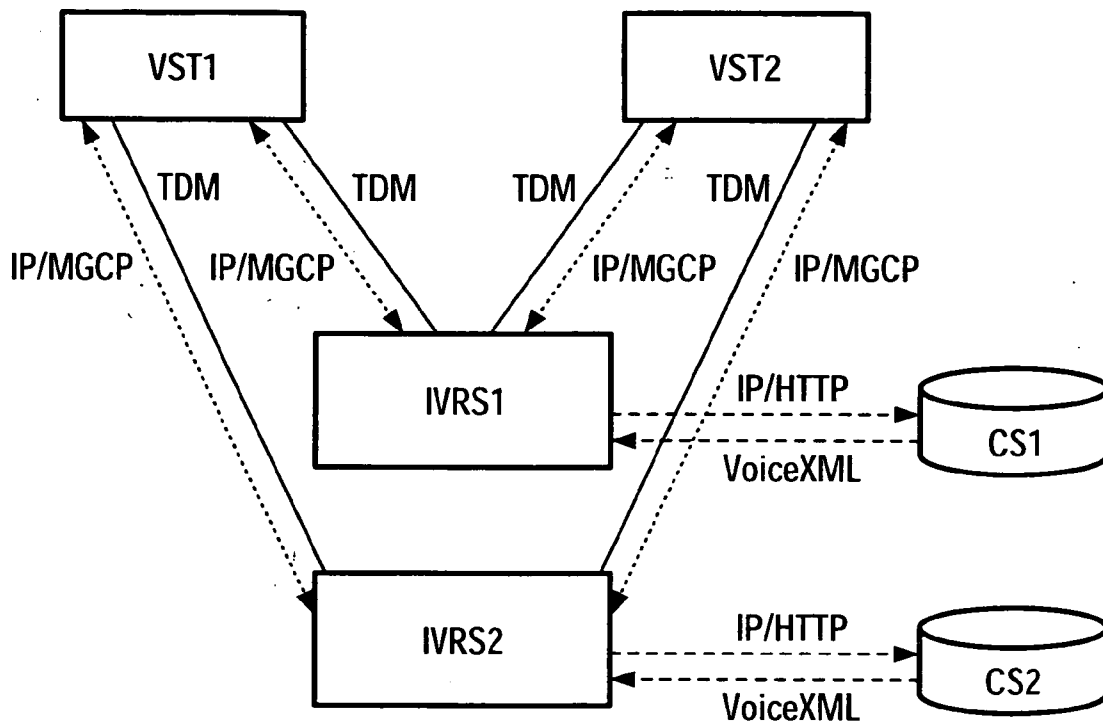 VST1
VST2
TDM
TDM
TDM
TDM
IP/MGCP
IP/MGCP
IP/MGCP
IP/MGCP
IVRS1
IP/HTTP
CS1
VoiceXML
IVRS2
IP/HTTP
CS2
VoiceXML